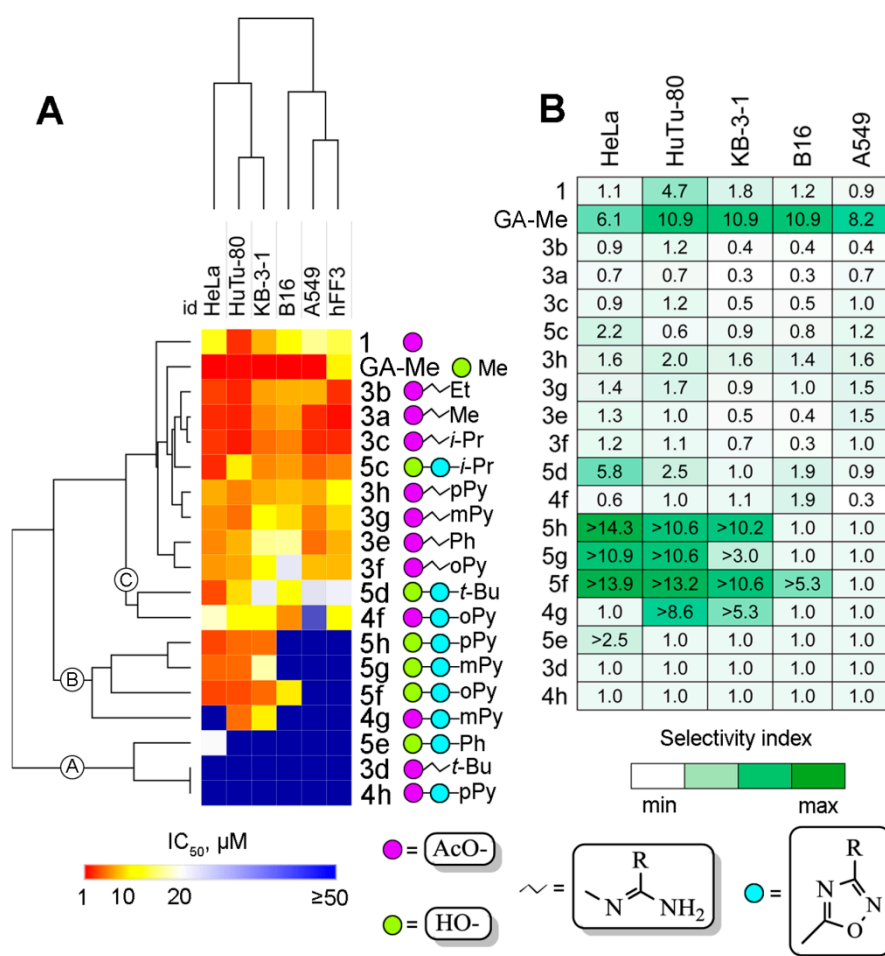 A
B
id HeLa HuTu-80 KB-3-1 B16 A549 hFF3
HeLa HuTu-80 KB-3-1 B16 A549
1
GA-Me Me
3b Et
3a Me
3c i-Pr
5c i-Pr
3h pPy
3g mPy
3e Ph
3f oPy
5d t-Bu
4f oPy
5h pPy
5g mPy
5f oPy
4g mPy
5e Ph
3d t-Bu
4h pPy
C
B
A
1 1.1 4.7 1.8 1.2 0.9
GA-Me 6.1 10.9 10.9 10.9 8.2
3b 0.9 1.2 0.4 0.4 0.4
3a 0.7 0.7 0.3 0.3 0.7
3c 0.9 1.2 0.5 0.5 1.0
5c 2.2 0.6 0.9 0.8 1.2
3h 1.6 2.0 1.6 1.4 1.6
3g 1.4 1.7 0.9 1.0 1.5
3e 1.3 1.0 0.5 0.4 1.5
3f 1.2 1.1 0.7 0.3 1.0
5d 5.8 2.5 1.0 1.9 0.9
4f 0.6 1.0 1.1 1.9 0.3
5h >14.3 >10.6 >10.2 1.0 1.0
5g >10.9 >10.6 >3.0 1.0 1.0
5f >13.9 >13.2 >10.6 >5.3 1.0
4g 1.0 >8.6 >5.3 1.0 1.0
5e >2.5 1.0 1.0 1.0 1.0
3d 1.0 1.0 1.0 1.0 1.0
4h 1.0 1.0 1.0 1.0 1.0
Selectivity index
min max
IC50, µM
1 10 20 ≥50
= AcO-
= HO-
= R N NH2
= R N N O